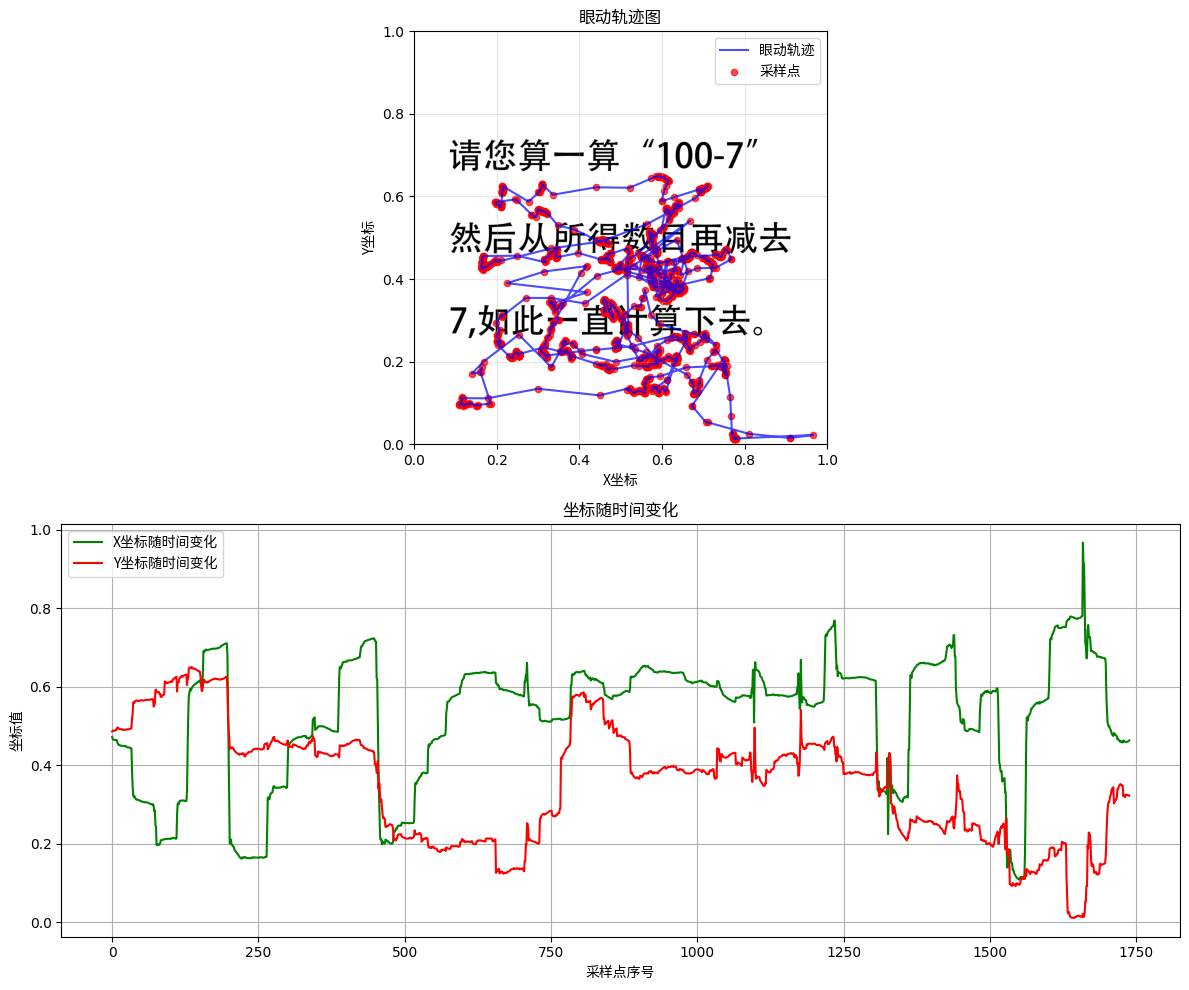 眼动轨迹图
1.0
0.8
0.6
0.4
0.2
0.0
Y坐标
眼动轨迹
采样点
请您算一算“100-7”
然后从所得数目再减去
7,如此一直计算下去。
0.0 0.2 0.4 0.6 0.8 1.0
X坐标
坐标随时间变化
1.0
0.8
0.6
0.4
0.2
0.0
坐标值
X坐标随时间变化
Y坐标随时间变化
0 250 500 750 1000 1250 1500 1750
采样点序号